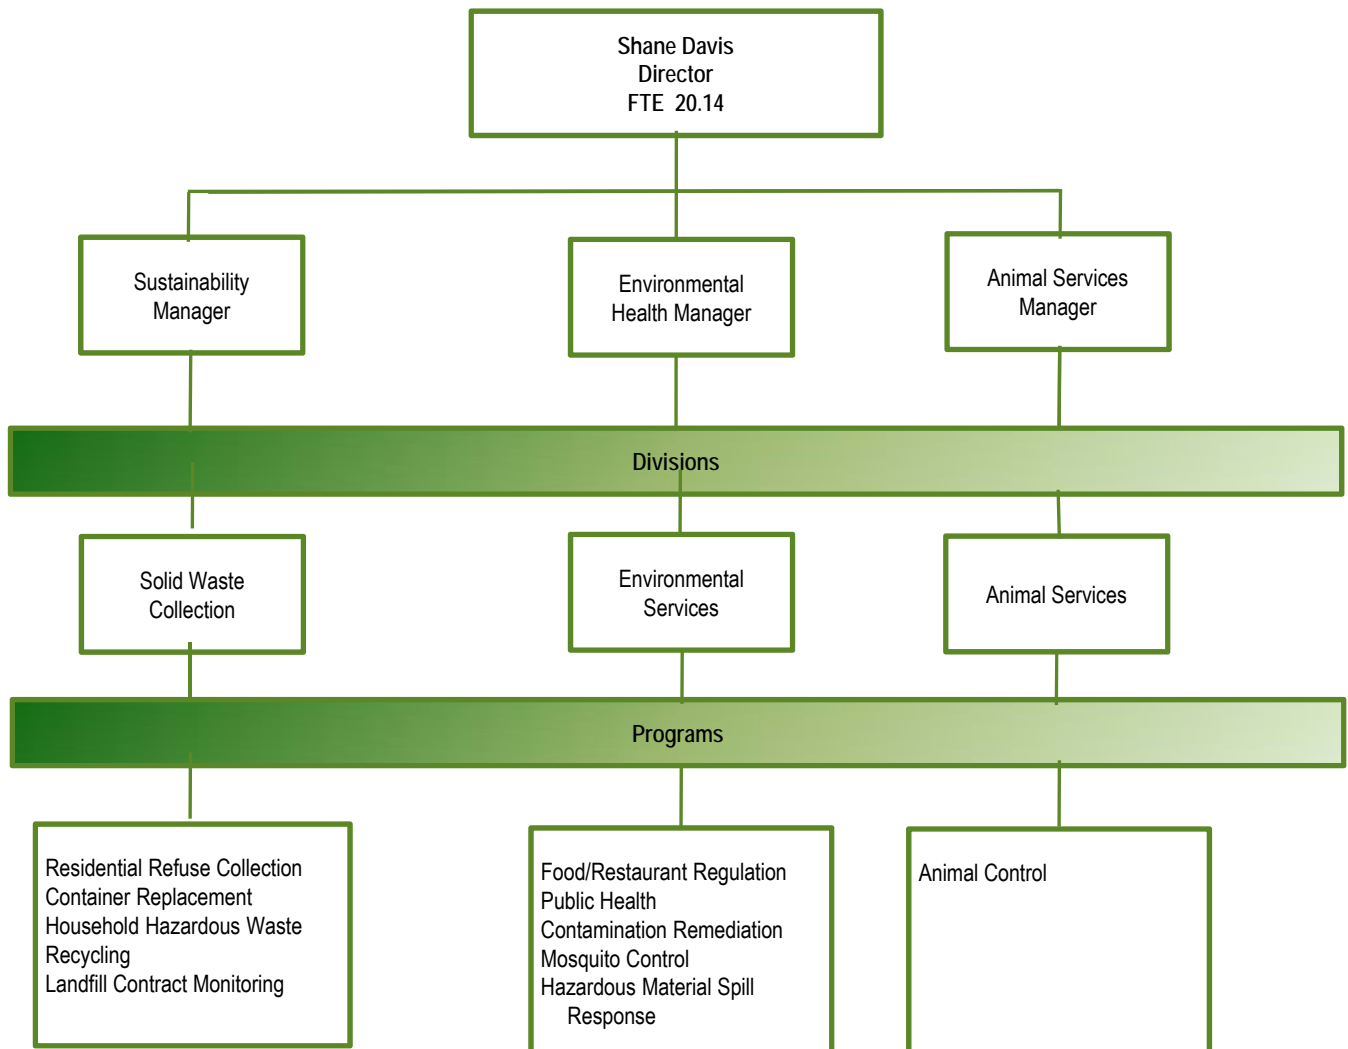 Shane Davis
Director
FTE 20.14
Sustainability
Manager
Environmental
Health Manager
Animal Services
Manager
Divisions
Solid Waste
Collection
Environmental
Services
Animal Services
Programs
Residential Refuse Collection
Container Replacement
Household Hazardous Waste
Recycling
Landfill Contract Monitoring
Food/Restaurant Regulation
Public Health
Contamination Remediation
Mosquito Control
Hazardous Material Spill
Response
Animal Control